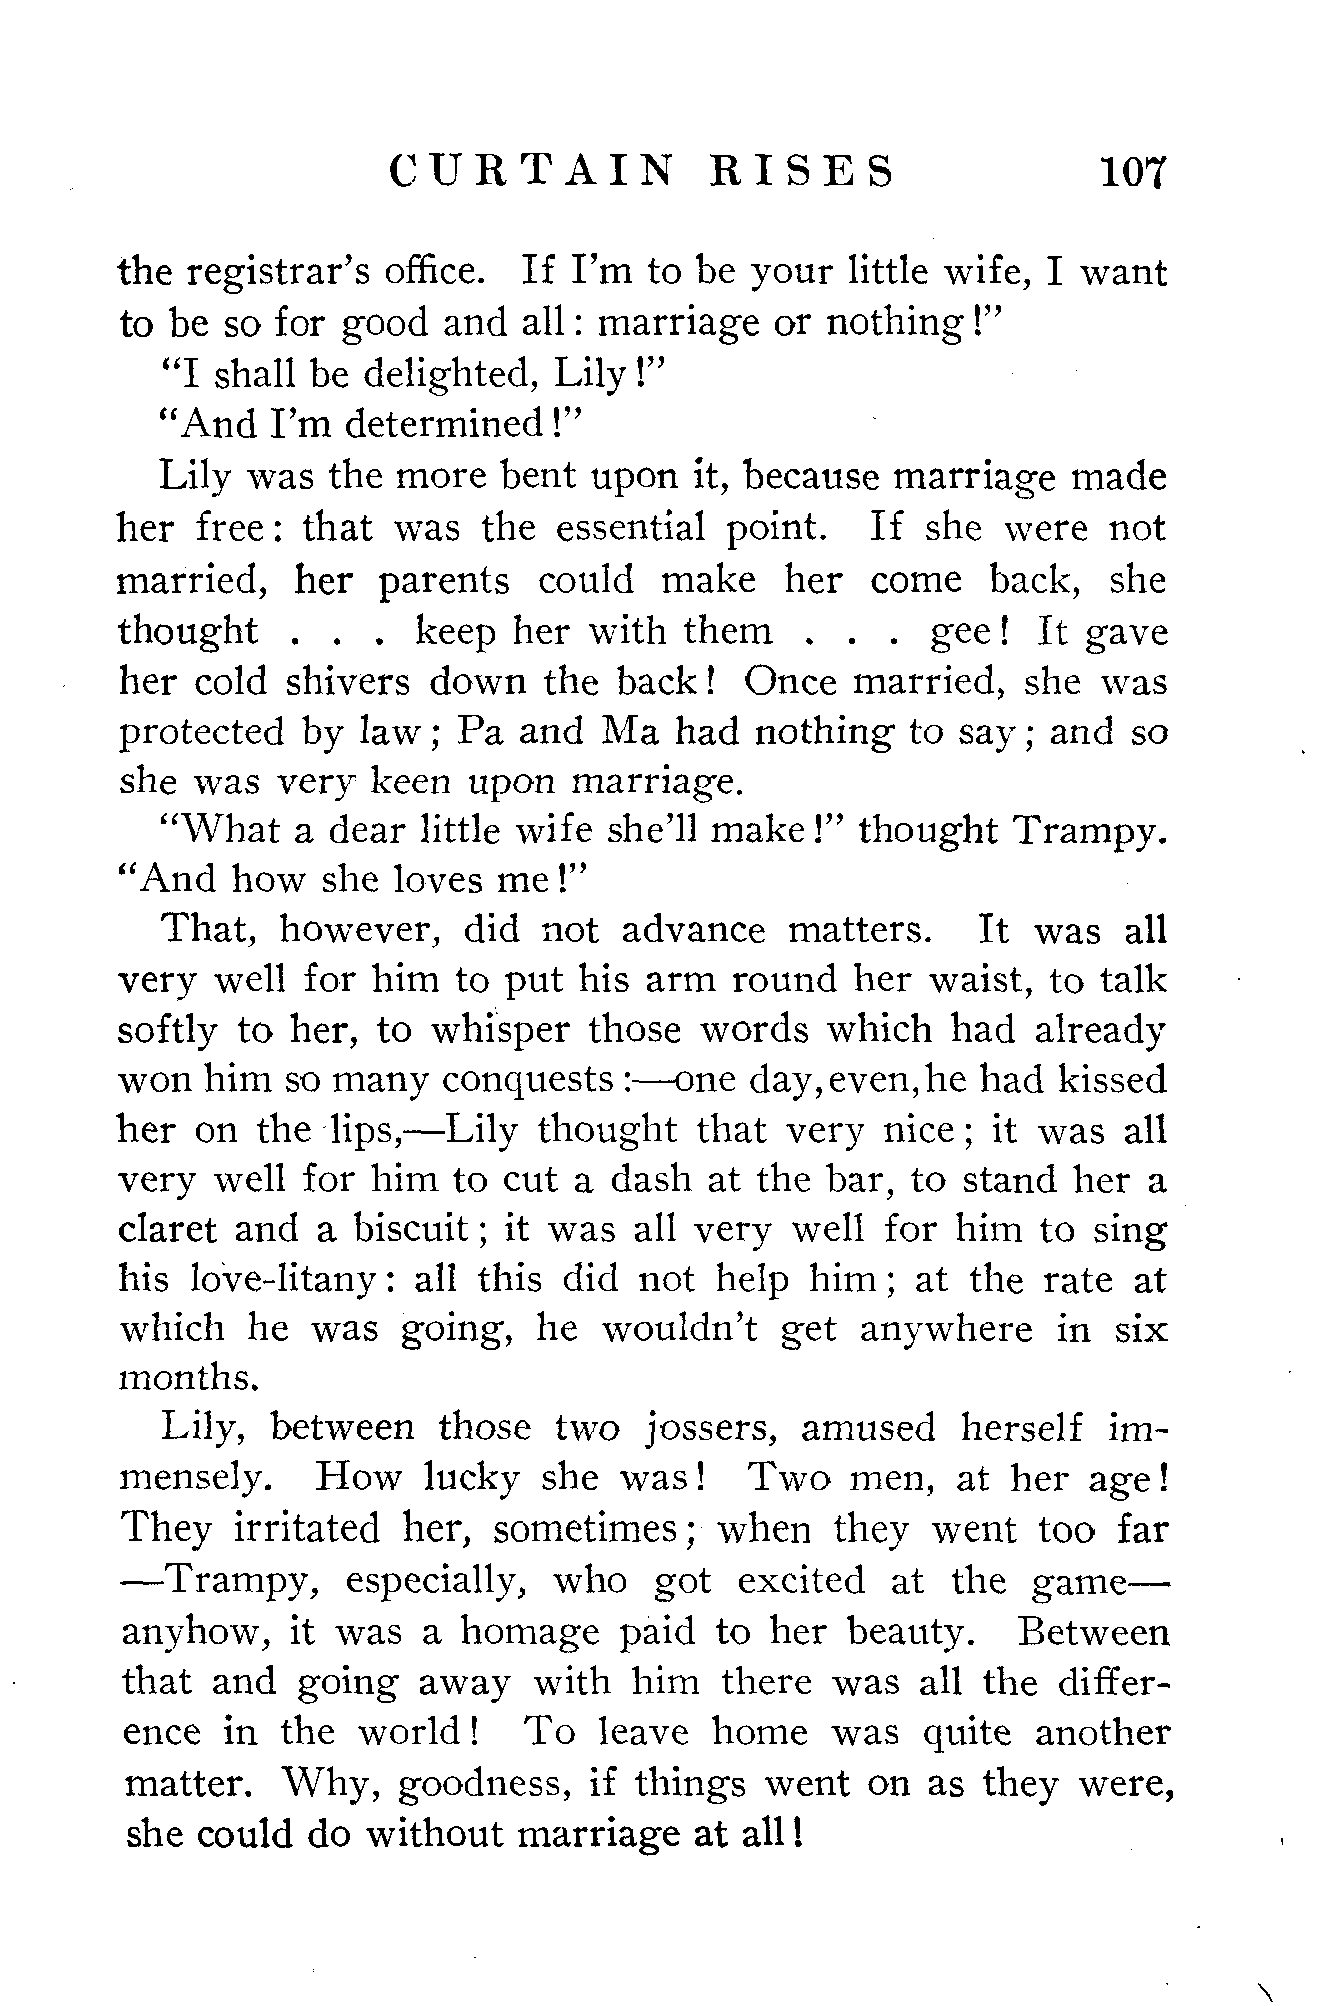 CURTAIN RISES 107
the registrar's office. If I'm to be your little wife, I want
to be so for good and all: marriage or nothing!"
"I shall be delighted, Lily!"
"And I'm determined!"
Lily was the more bent upon it, because marriage made
her free: that was the essential point. If she were not
married, her parents could make her come back, she
thought . . . keep her with them . . . gee! It gave
her cold shivers down the back! Once married, she was
protected by law; Pa and Ma had nothing to say; and so
she was very keen upon marriage.
"What a dear little wife she'll make!" thought Trampy.
"And how she loves me!"
That, however, did not advance matters. It was all
very well for him to put his arm round her waist, to talk
softly to her, to whisper those words which had already
won him so many conquests:—one day, even, he had kissed
her on the lips,—Lily thought that very nice; it was all
very well for him to cut a dash at the bar, to stand her a
claret and a biscuit; it was all very well for him to sing
his love-litany: all this did not help him; at the rate at
which he was going, he wouldn't get anywhere in six
months.
Lily, between those two jossers, amused herself im-
mensely. How lucky she was! Two men, at her age!
They irritated her, sometimes; when they went too far
—Trampy, especially, who got excited at the game—
anyhow, it was a homage paid to her beauty. Between
that and going away with him there was all the differ-
ence in the world! To leave home was quite another
matter. Why, goodness, if things went on as they were,
she could do without marriage at all!